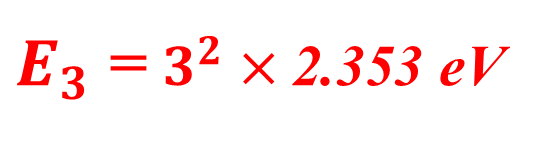 E₃ = 3² × 2.353 eV